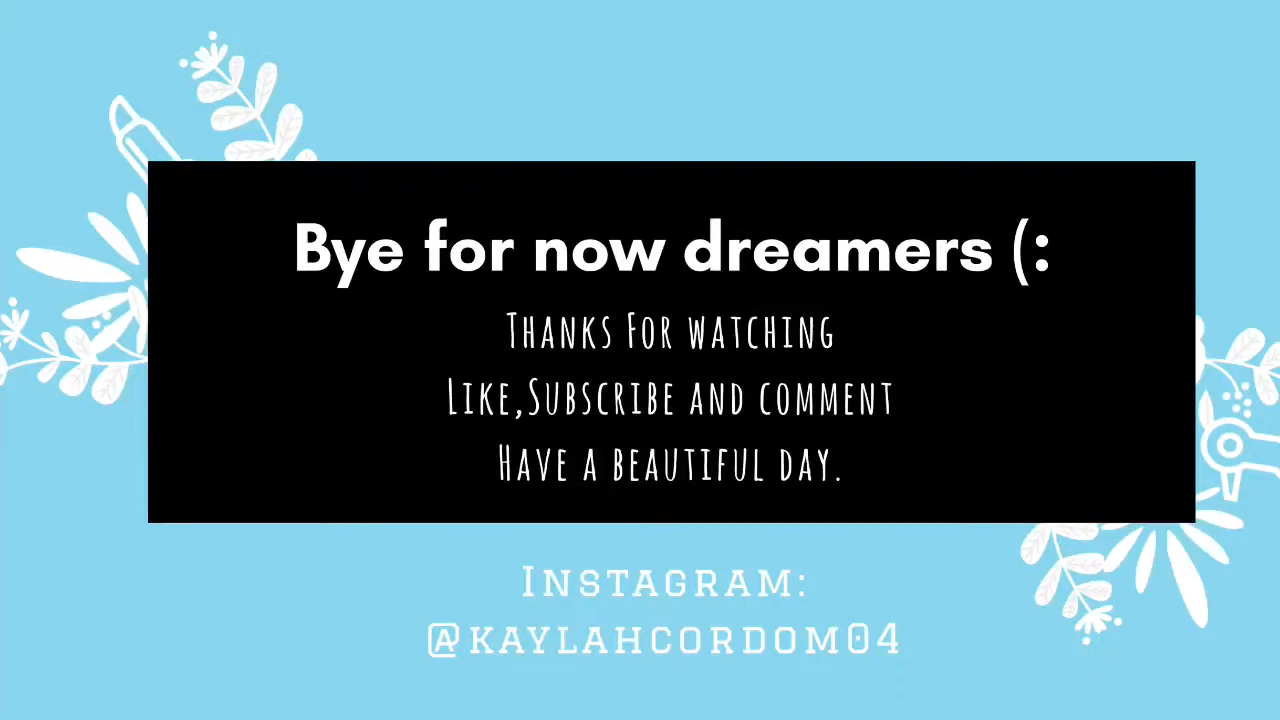 Bye for now dreamers (:
Thanks For watching
Like,Subscribe and comment
Have a beautiful day.
Instagram:
@kaylahcordom04